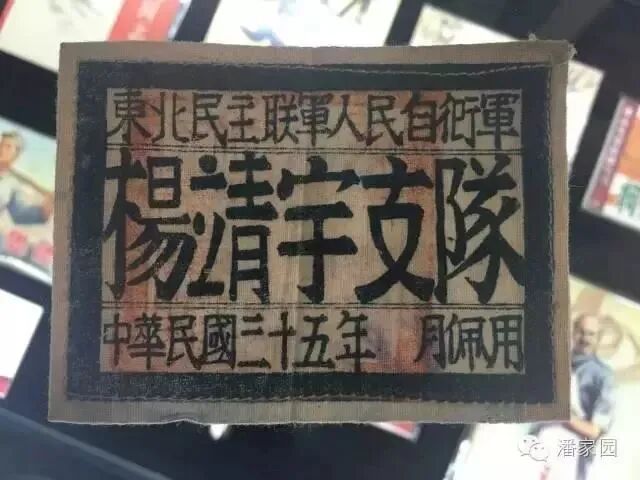 東北民主联軍人民自衛軍
楊靖宇支隊
中華民國三十五年 月佩用
潘家园